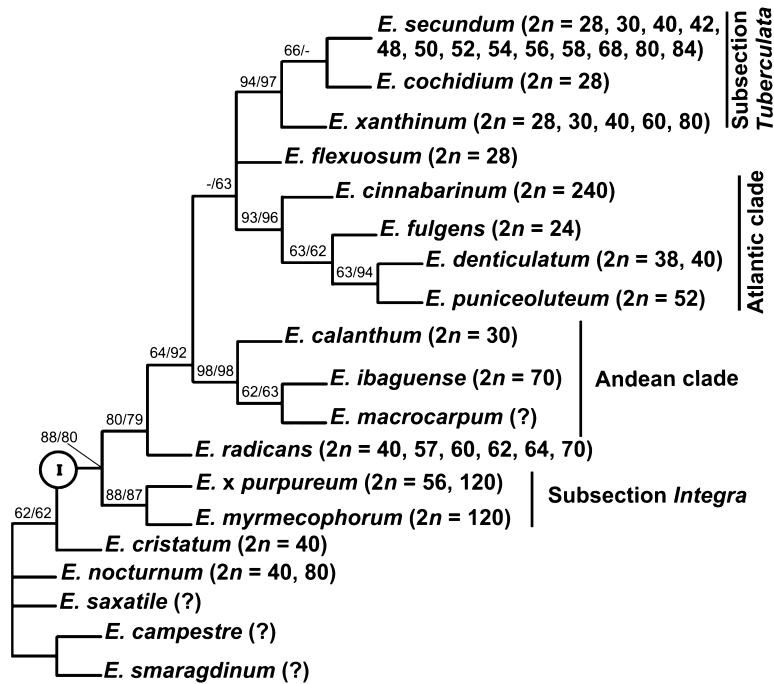 E. secundum (2n = 28, 30, 40, 42,
48, 50, 52, 54, 56, 58, 68, 80, 84)
66/-
E. cochidium (2n = 28)
94/97
E. xanthinum (2n = 28, 30, 40, 60, 80)
Subsection
Tuberculata
E. flexuosum (2n = 28)
-/63
E. cinnabarinum (2n = 240)
93/96
E. fulgens (2n = 24)
63/62
E. denticulatum (2n = 38, 40)
63/94
E. puniceoluteum (2n = 52)
Atlantic clade
E. calanthum (2n = 30)
64/92
98/98
E. ibaguense (2n = 70)
62/63
E. macrocarpum (?)
Andean clade
80/79
E. radicans (2n = 40, 57, 60, 62, 64, 70)
88/80
I
E. x purpureum (2n = 56, 120)
88/87
E. myrmecophorum (2n = 120)
Subsection Integra
62/62
E. cristatum (2n = 40)
E. nocturnum (2n = 40, 80)
E. saxatile (?)
E. campestre (?)
E. smaragdinum (?)